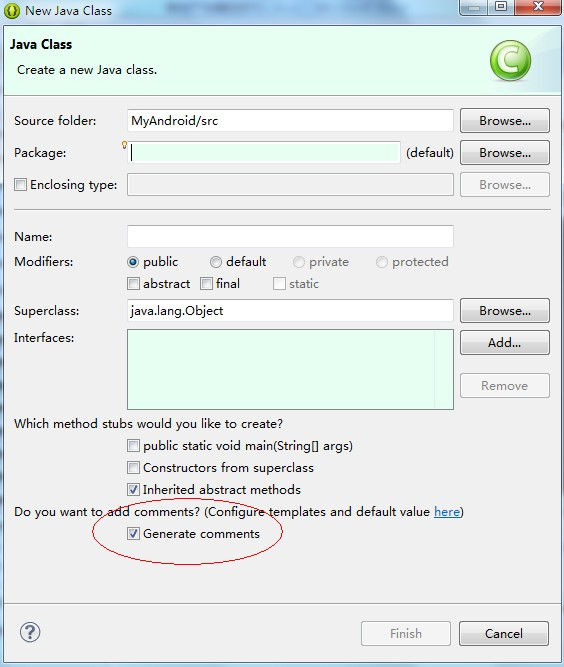 New Java Class
Java Class
Create a new Java class.
Source folder: MyAndroid/src Browse...
Package: (default) Browse...
Enclosing type: Browse...
Name:
Modifiers: public default private protected
abstract final static
Superclass: java.lang.Object Browse...
Interfaces: Add...
Remove
Which method stubs would you like to create?
public static void main(String[] args)
Constructors from superclass
Inherited abstract methods
Do you want to add comments? (Configure templates and default value here)
Generate comments
Finish Cancel